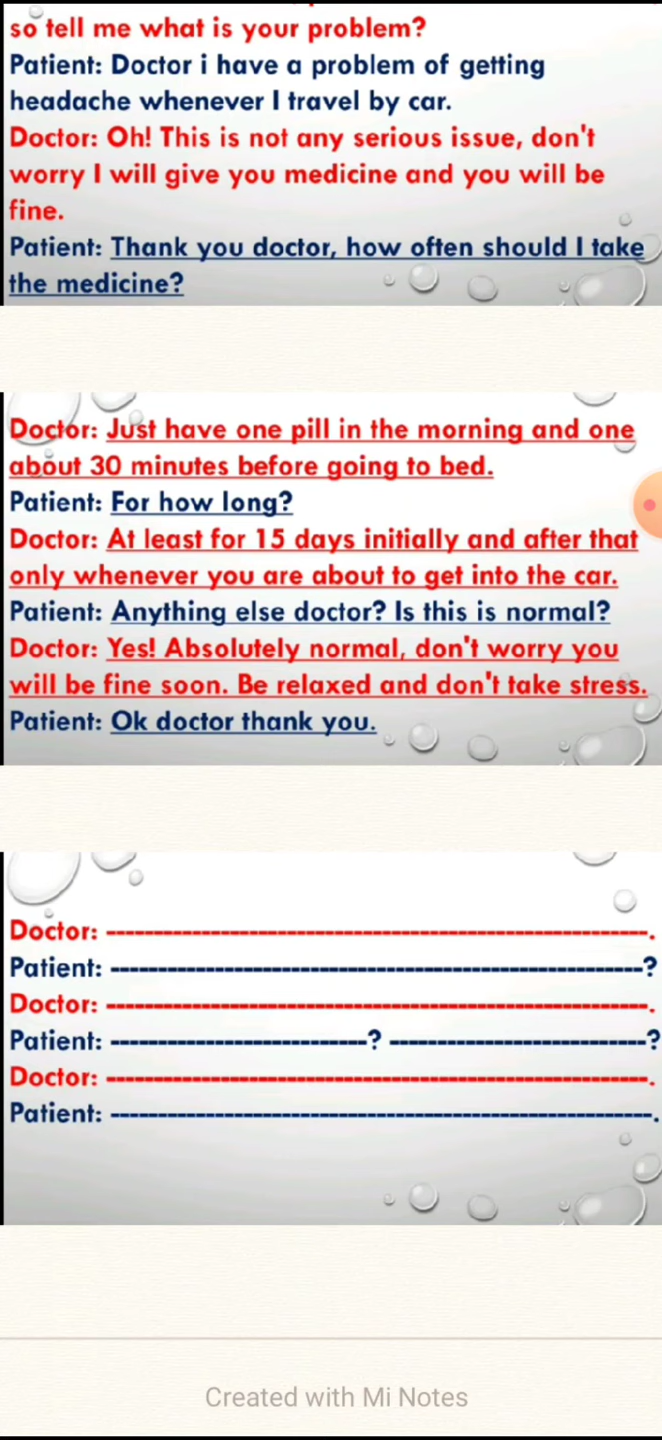 so tell me what is your problem?
Patient: Doctor i have a problem of getting
headache whenever I travel by car.
Doctor: Oh! This is not any serious issue, don't
worry I will give you medicine and you will be
fine.
Patient: Thank you doctor, how often should I take
the medicine?
Doctor: Just have one pill in the morning and one
about 30 minutes before going to bed.
Patient: For how long?
Doctor: At least for 15 days initially and after that
only whenever you are about to get into the car.
Patient: Anything else doctor? Is this is normal?
Doctor: Yes! Absolutely normal, don't worry you
will be fine soon. Be relaxed and don't take stress.
Patient: Ok doctor thank you.
Doctor: ------------------------------------------------.
Patient: ------------------------------------------------?
Doctor: ------------------------------------------------.
Patient: -----------------------? -----------------------?
Doctor: ------------------------------------------------.
Patient: ------------------------------------------------.
Created with Mi Notes